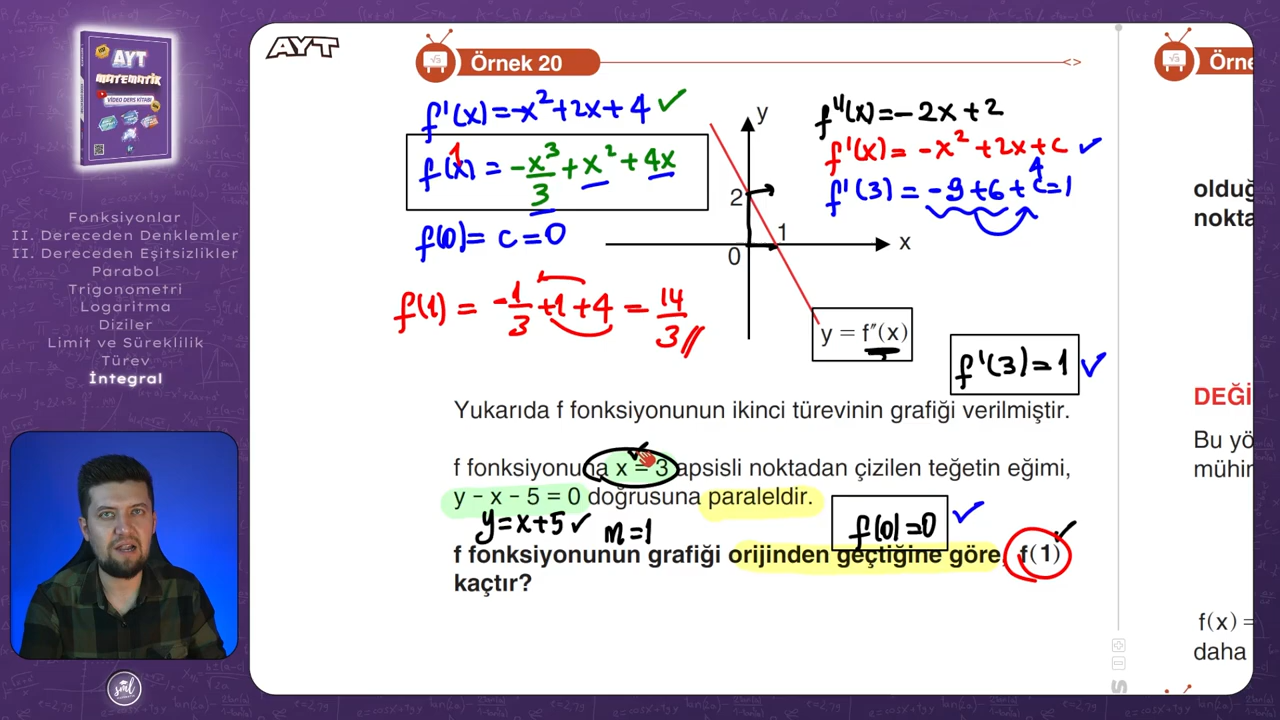 AYT
AYT
MATEMATİK
VİDEO DERS KİTABI
Fonksiyonlar
II. Dereceden Denklemler
II. Dereceden Eşitsizlikler
Parabol
Trigonometri
Logaritma
Diziler
Limit ve Süreklilik
Türev
İntegral
sml
Örnek 20
<>
f'(x)=-x²+2x+4 ✓
f(x) = -x³/3 + x² + 4x
1
f(0)= c=0
f(1) = -1/3 +1+4 = 14/3 //
y
2
1
0
x
y = f″(x)
f"(x)=-2x+2
f'(x)= -x²+2x+c ✓
4
f'(3)= -9+6+c=1
f'(3)=1 ✓
Yukarıda f fonksiyonunun ikinci türevinin grafiği verilmiştir.
f fonksiyonuna x = 3 apsisli noktadan çizilen teğetin eğimi,
y - x - 5 = 0 doğrusuna paraleldir.
y=x+5 ✓ m=1
f(0)=0 ✓
f fonksiyonunun grafiği orijinden geçtiğine göre, f(1)
kaçtır?
Örne
olduğ
nokta
DEĞİ
Bu yö
mühin
f(x) =
daha